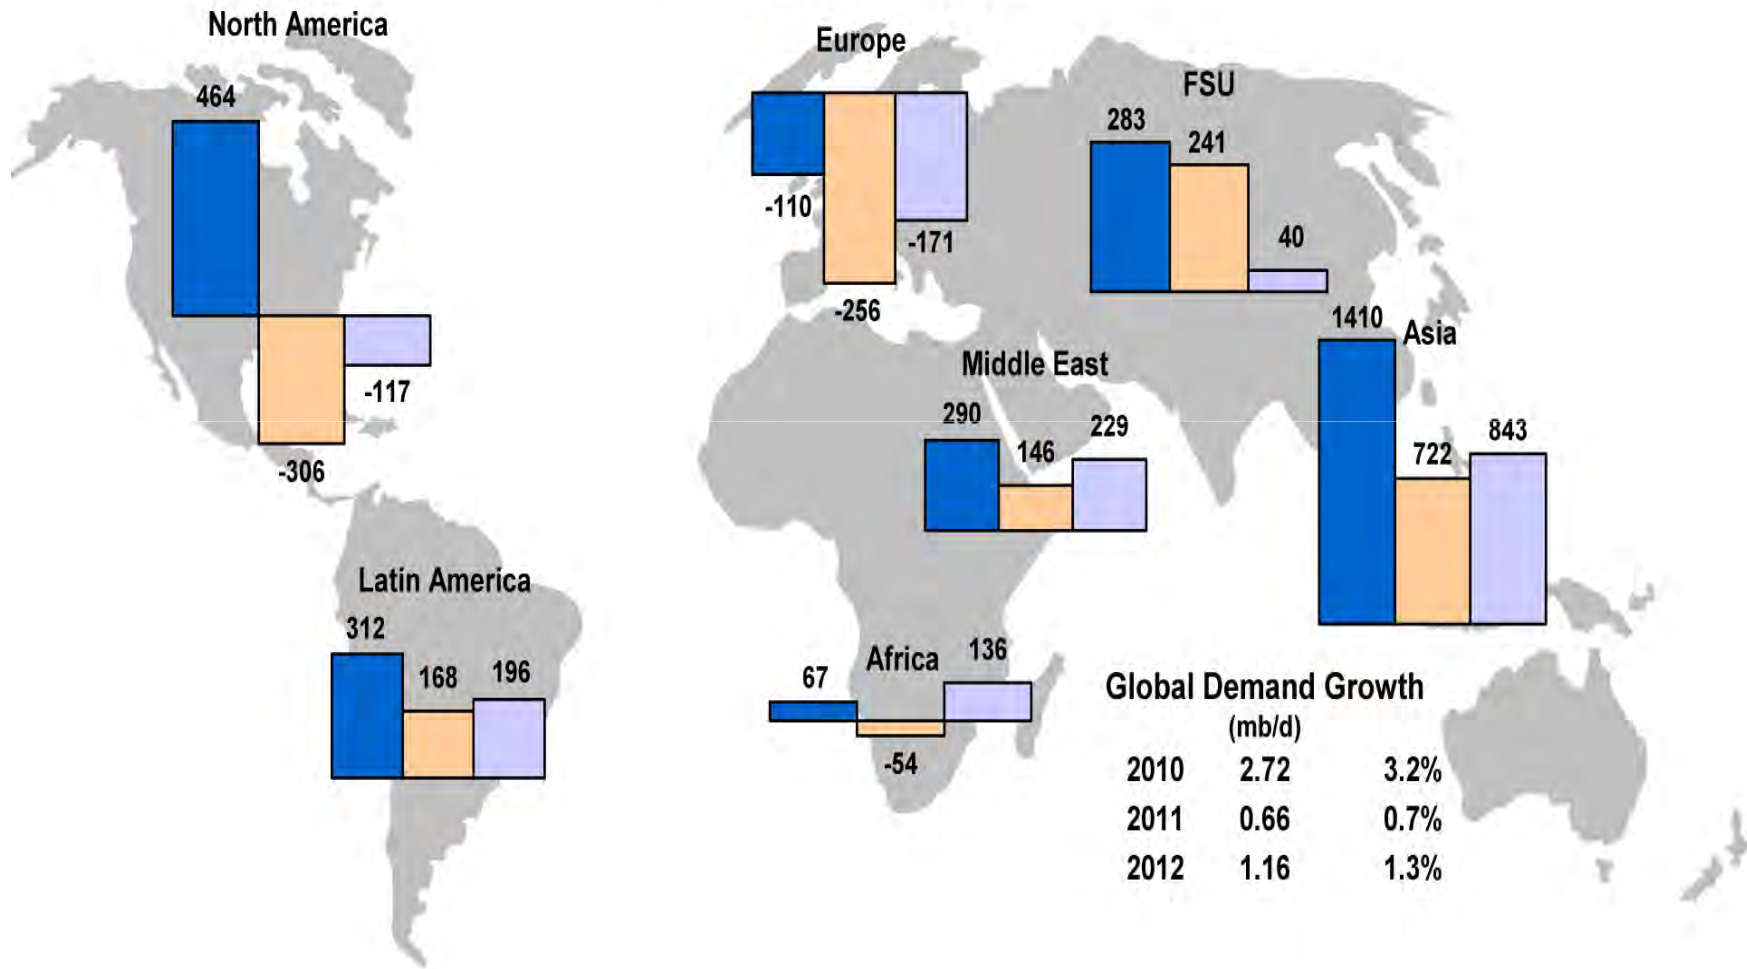 North America
464
-306
-117
Europe
-110
-256
-171
FSU
283
241
40
Asia
1410
722
843
Middle East
290
146
229
Latin America
312
168
196
Africa
67
-54
136
Global Demand Growth
(mb/d)
2010 2.72 3.2%
2011 0.66 0.7%
2012 1.16 1.3%